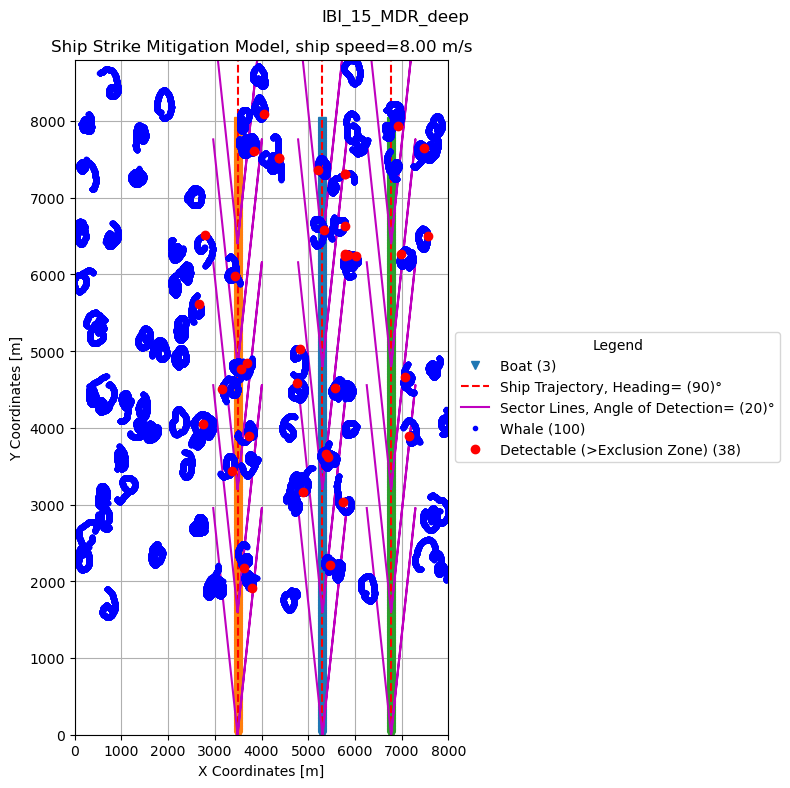 IBI_15_MDR_deep
Ship Strike Mitigation Model, ship speed=8.00 m/s
8000
7000
6000
5000
4000
3000
2000
1000
0
Y Coordinates [m]
0 1000 2000 3000 4000 5000 6000 7000 8000
X Coordinates [m]
Legend
Boat (3)
Ship Trajectory, Heading= (90)°
Sector Lines, Angle of Detection= (20)°
Whale (100)
Detectable (>Exclusion Zone) (38)